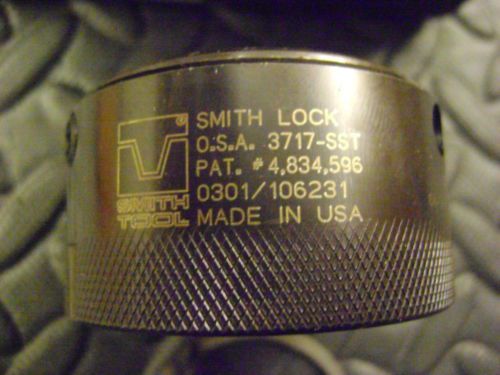 SMITH LOCK
O.S.A. 3717-SST
PAT. #4,834,596
0301/106231
MADE IN USA
SMITH
TOOL
®